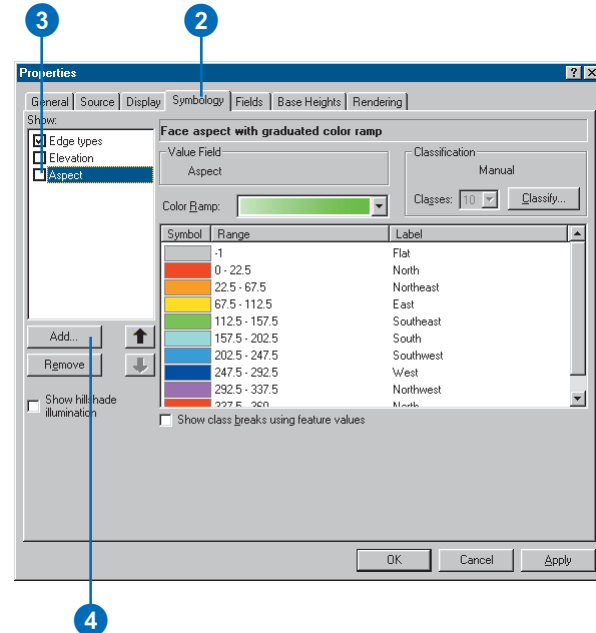 3
2
Properties
General Source Display Symbology Fields Base Heights Rendering
Show:
Edge types
Elevation
Aspect
Add...
Remove
Show hillshade
illumination
Face aspect with graduated color ramp
Value Field
Aspect
Classification
Manual
Classes: 10 Classify...
Color Ramp:
Symbol Range Label
-1 Flat
0 - 22.5 North
22.5 - 67.5 Northeast
67.5 - 112.5 East
112.5 - 157.5 Southeast
157.5 - 202.5 South
202.5 - 247.5 Southwest
247.5 - 292.5 West
292.5 - 337.5 Northwest
337.5 - 360 North
Show class breaks using feature values
OK Cancel Apply
4